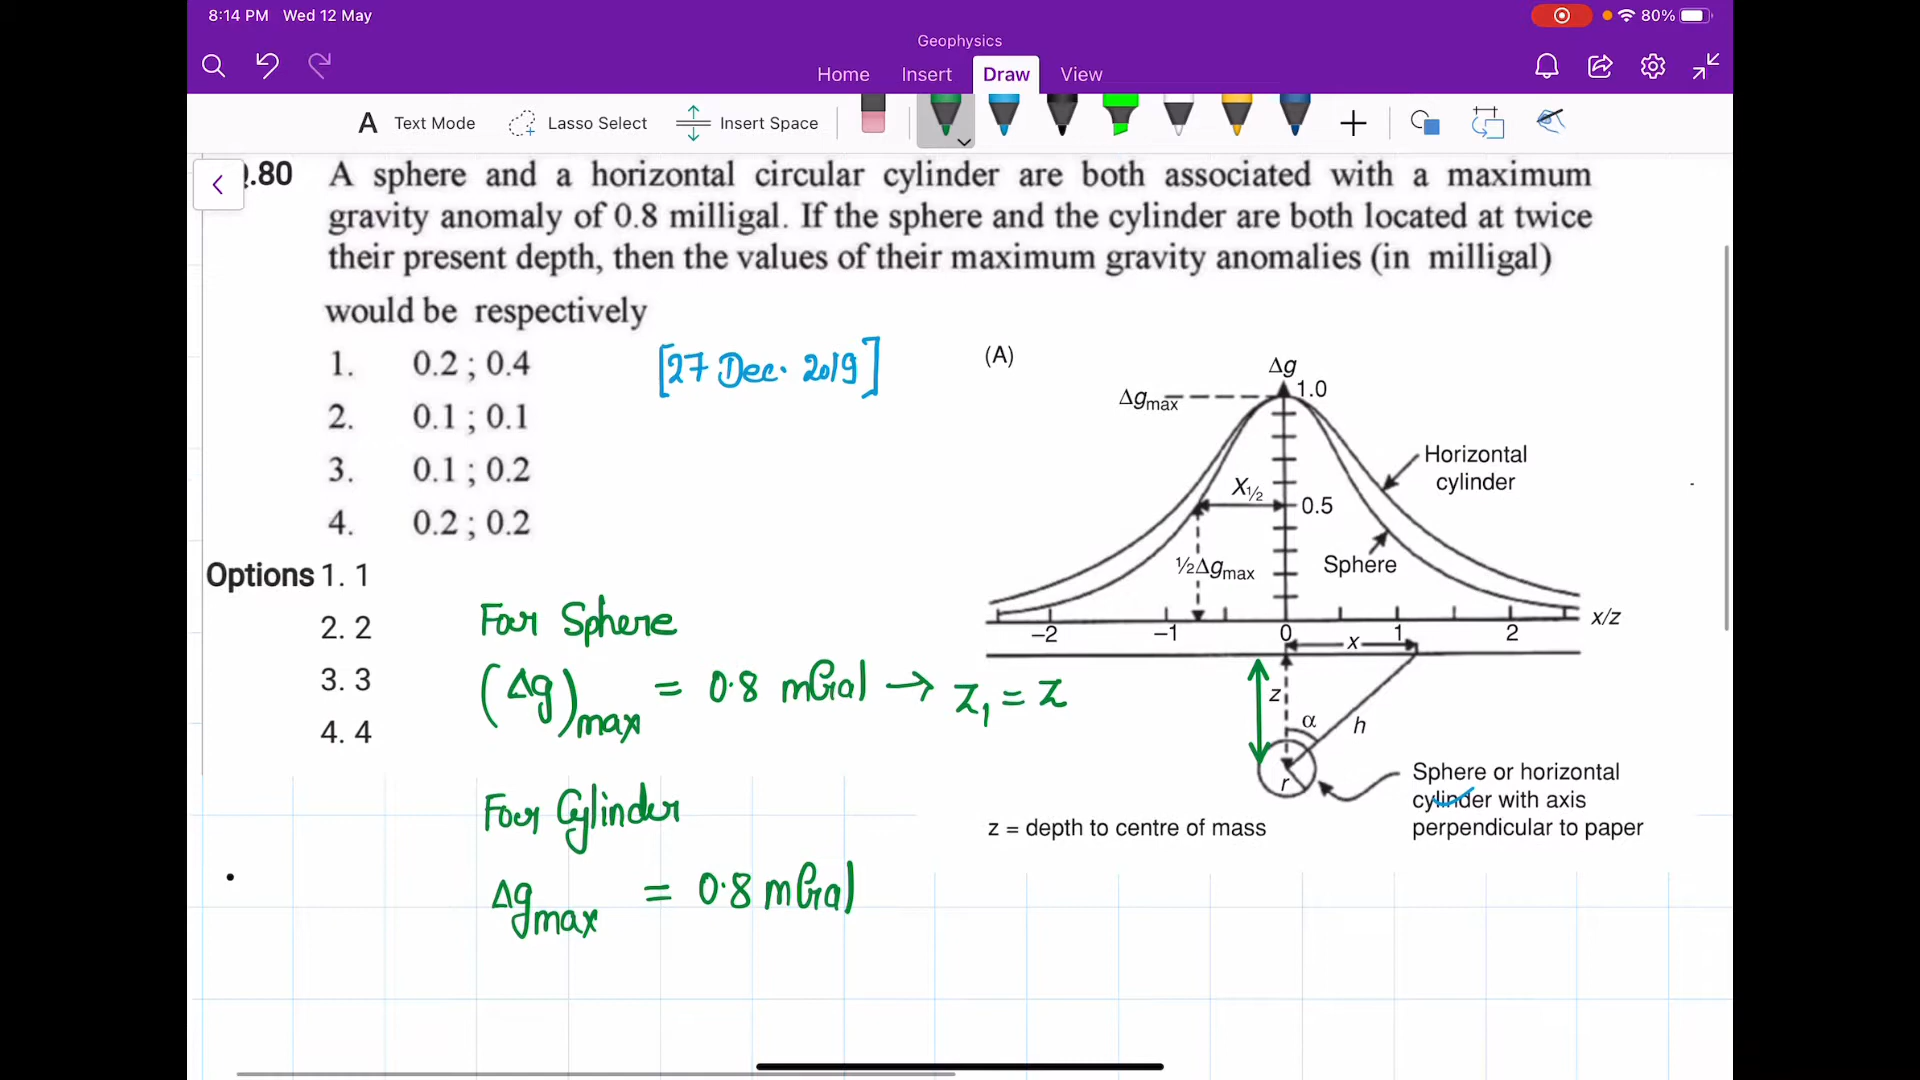 8:14 PM Wed 12 May
80%
Geophysics
Home Insert Draw View
A Text Mode Lasso Select Insert Space
.80 A sphere and a horizontal circular cylinder are both associated with a maximum
gravity anomaly of 0.8 milligal. If the sphere and the cylinder are both located at twice
their present depth, then the values of their maximum gravity anomalies (in milligal)
would be respectively
1. 0.2 ; 0.4
2. 0.1 ; 0.1
3. 0.1 ; 0.2
4. 0.2 ; 0.2
[27 Dec. 2019]
Options 1. 1
2. 2
3. 3
4. 4
(A)
Δg
Δgmax
1.0
Horizontal
cylinder
X½
0.5
½Δgmax
Sphere
x/z
−2 −1 0 1 2
x
z
α
h
r
Sphere or horizontal
cylinder with axis
perpendicular to paper
z = depth to centre of mass
For Sphere
(Δg)max = 0.8 mGal → z₁ = z
For Cylinder
Δgmax = 0.8 mGal